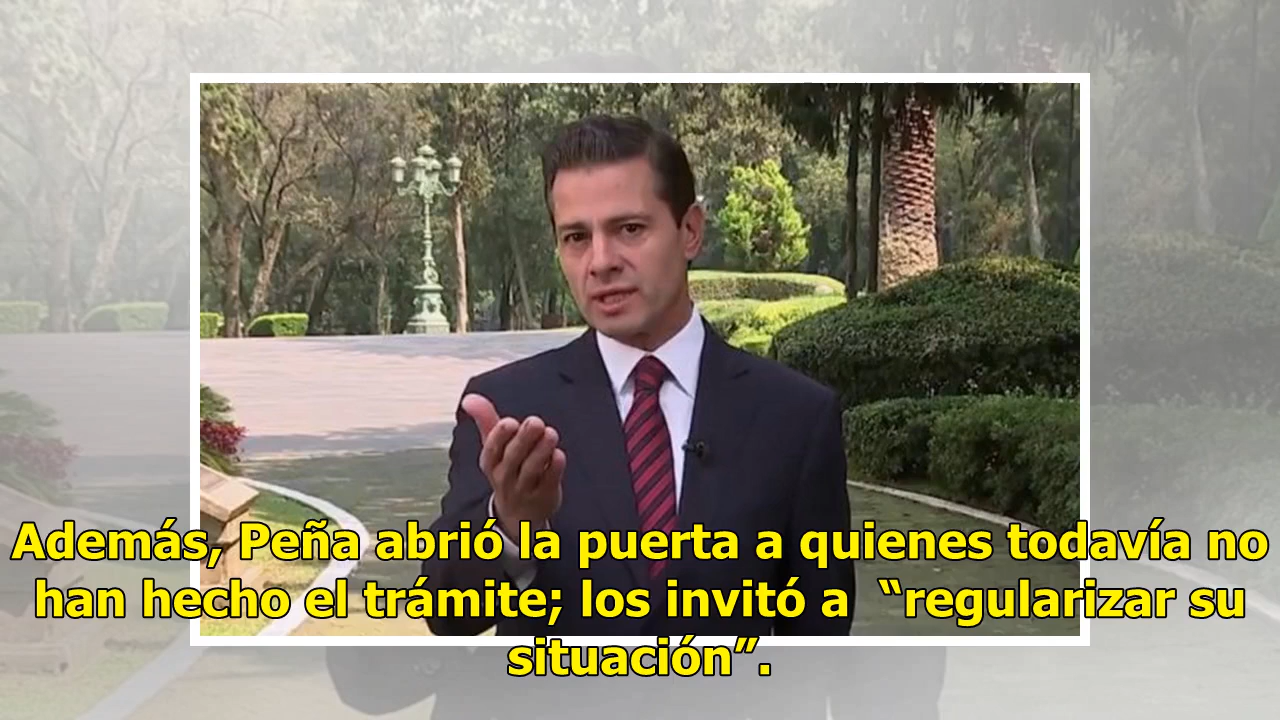 Además, Peña abrió la puerta a quienes todavía no
han hecho el trámite; los invitó a  “regularizar su
situación”.